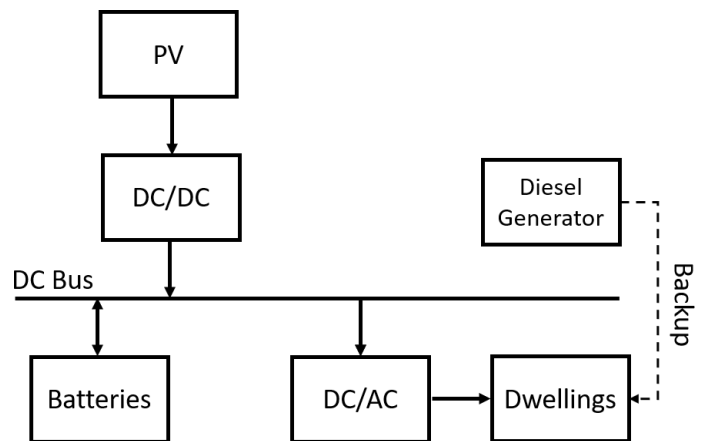 PV
DC/DC
Diesel
Generator
DC Bus
Backup
Batteries
DC/AC
Dwellings